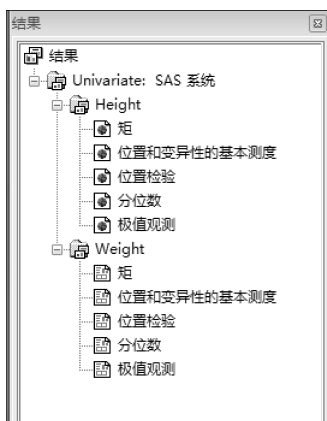 结果
结果
Univariate: SAS 系统
Height
矩
位置和变异性的基本测度
位置检验
分位数
极值观测
Weight
矩
位置和变异性的基本测度
位置检验
分位数
极值观测